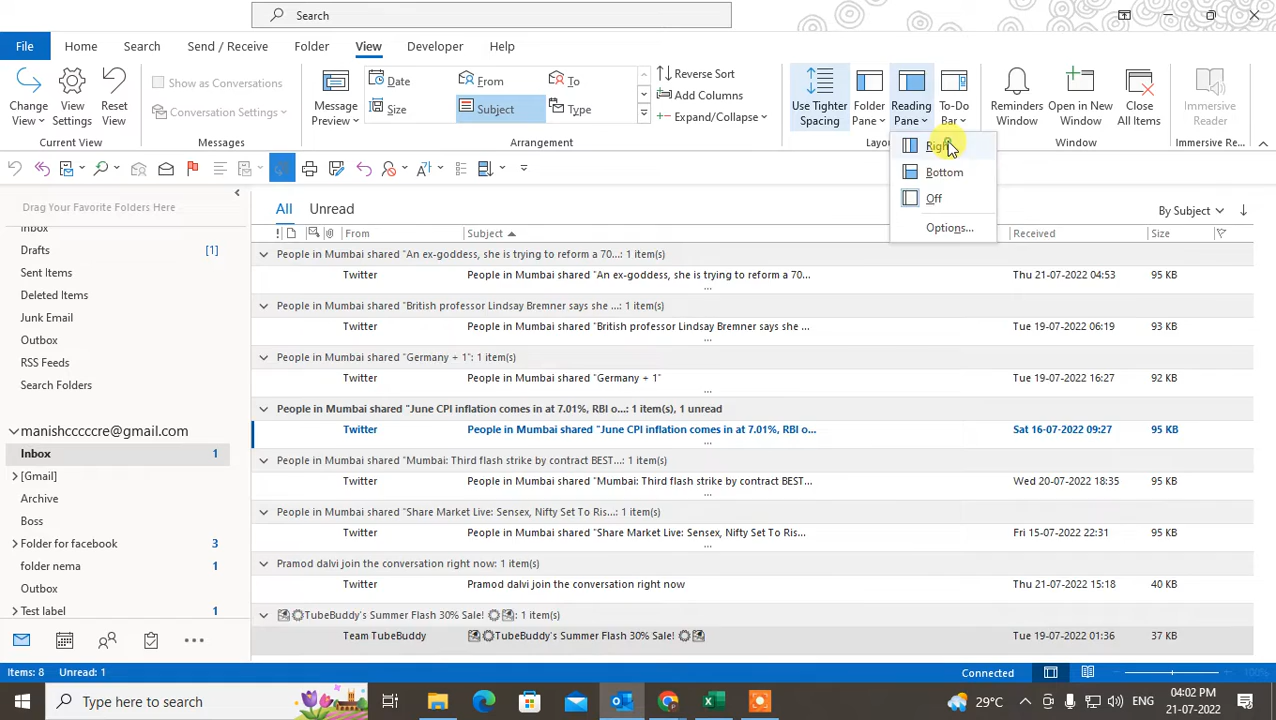 Search
File Home Search Send / Receive Folder View Developer Help
Change View View Settings Reset View
Show as Conversations
Conversation Settings
Message Preview
Date From To
Size Subject Type
Reverse Sort
Add Columns
Expand/Collapse
Use Tighter Spacing Folder Pane Reading Pane To-Do Bar
Reminders Window Open in New Window Close All Items
Immersive Reader
Current View Messages Arrangement Window Immersive Re...
Right
Bottom
Off
Options...
Drag Your Favorite Folders Here
Inbox
Drafts
Sent Items
Deleted Items
Junk Email
Outbox
RSS Feeds
Search Folders
manishcccccre@gmail.com
Inbox 1
[Gmail]
Archive
Boss
Folder for facebook 3
folder nema 1
Outbox
Test label 1
All Unread
By Subject
From Subject Received Size
People in Mumbai shared "An ex-goddess, she is trying to reform a 70...: 1 item(s)
Twitter People in Mumbai shared "An ex-goddess, she is trying to reform a 70... Thu 21-07-2022 04:53 95 KB
...
People in Mumbai shared "British professor Lindsay Bremner says she ...: 1 item(s)
Twitter People in Mumbai shared "British professor Lindsay Bremner says she ... Tue 19-07-2022 06:19 93 KB
...
People in Mumbai shared "Germany + 1": 1 item(s)
Twitter People in Mumbai shared "Germany + 1" Tue 19-07-2022 16:27 92 KB
...
People in Mumbai shared "June CPI inflation comes in at 7.01%, RBI o...: 1 item(s), 1 unread
Twitter People in Mumbai shared "June CPI inflation comes in at 7.01%, RBI o... Sat 16-07-2022 09:27 95 KB
...
People in Mumbai shared "Mumbai: Third flash strike by contract BEST...: 1 item(s)
Twitter People in Mumbai shared "Mumbai: Third flash strike by contract BEST... Wed 20-07-2022 18:35 95 KB
...
People in Mumbai shared "Share Market Live: Sensex, Nifty Set To Ris...: 1 item(s)
Twitter People in Mumbai shared "Share Market Live: Sensex, Nifty Set To Ris... Fri 15-07-2022 22:31 95 KB
...
Pramod dalvi join the conversation right now: 1 item(s)
Twitter Pramod dalvi join the conversation right now Thu 21-07-2022 15:18 40 KB
TubeBuddy's Summer Flash 30% Sale! : 1 item(s)
Team TubeBuddy TubeBuddy's Summer Flash 30% Sale! Tue 19-07-2022 01:36 37 KB
Items: 8 Unread: 1 Connected
Type here to search
29°C ENG
04:02 PM
21-07-2022